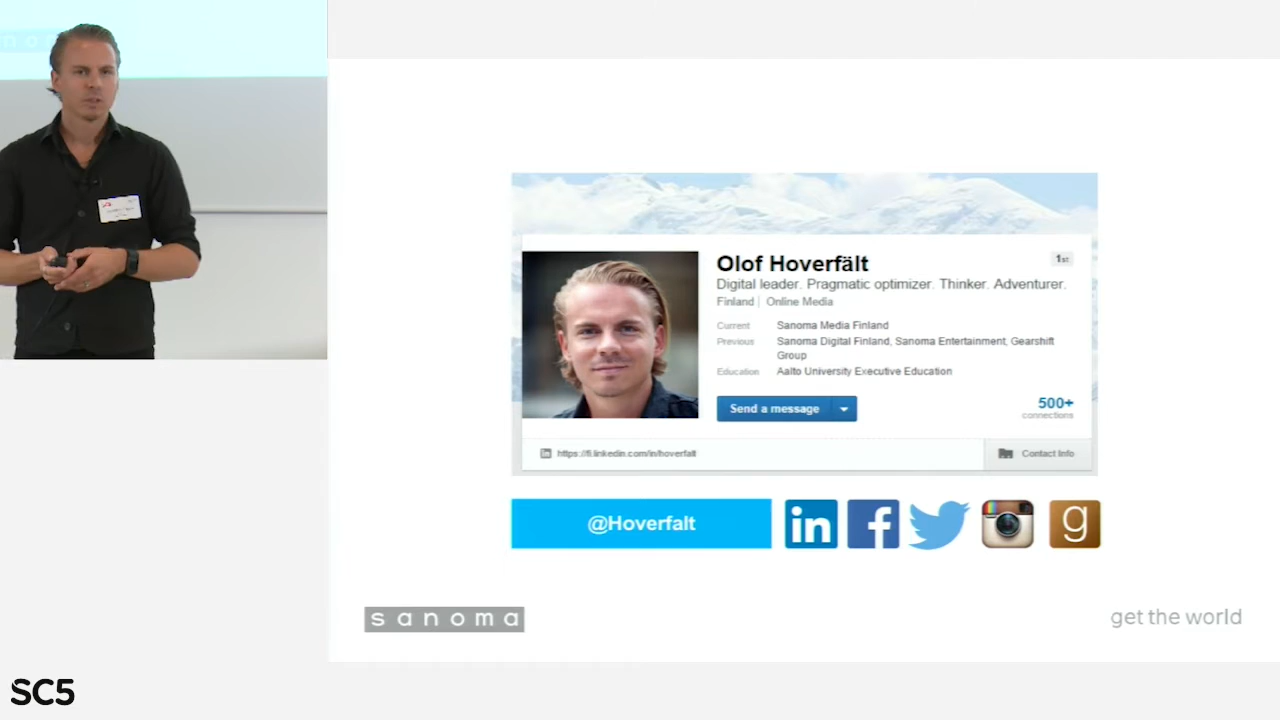 Olof Hoverfält
1st
Digital leader. Pragmatic optimizer. Thinker. Adventurer.
Finland | Online Media
Current Sanoma Media Finland
Previous Sanoma Digital Finland, Sanoma Entertainment, Gearshift
Group
Education Aalto University Executive Education
Send a message
500+
connections
https://fi.linkedin.com/in/hoverfalt
Contact Info
@Hoverfalt
in
f
g
sanoma
get the world
SC5